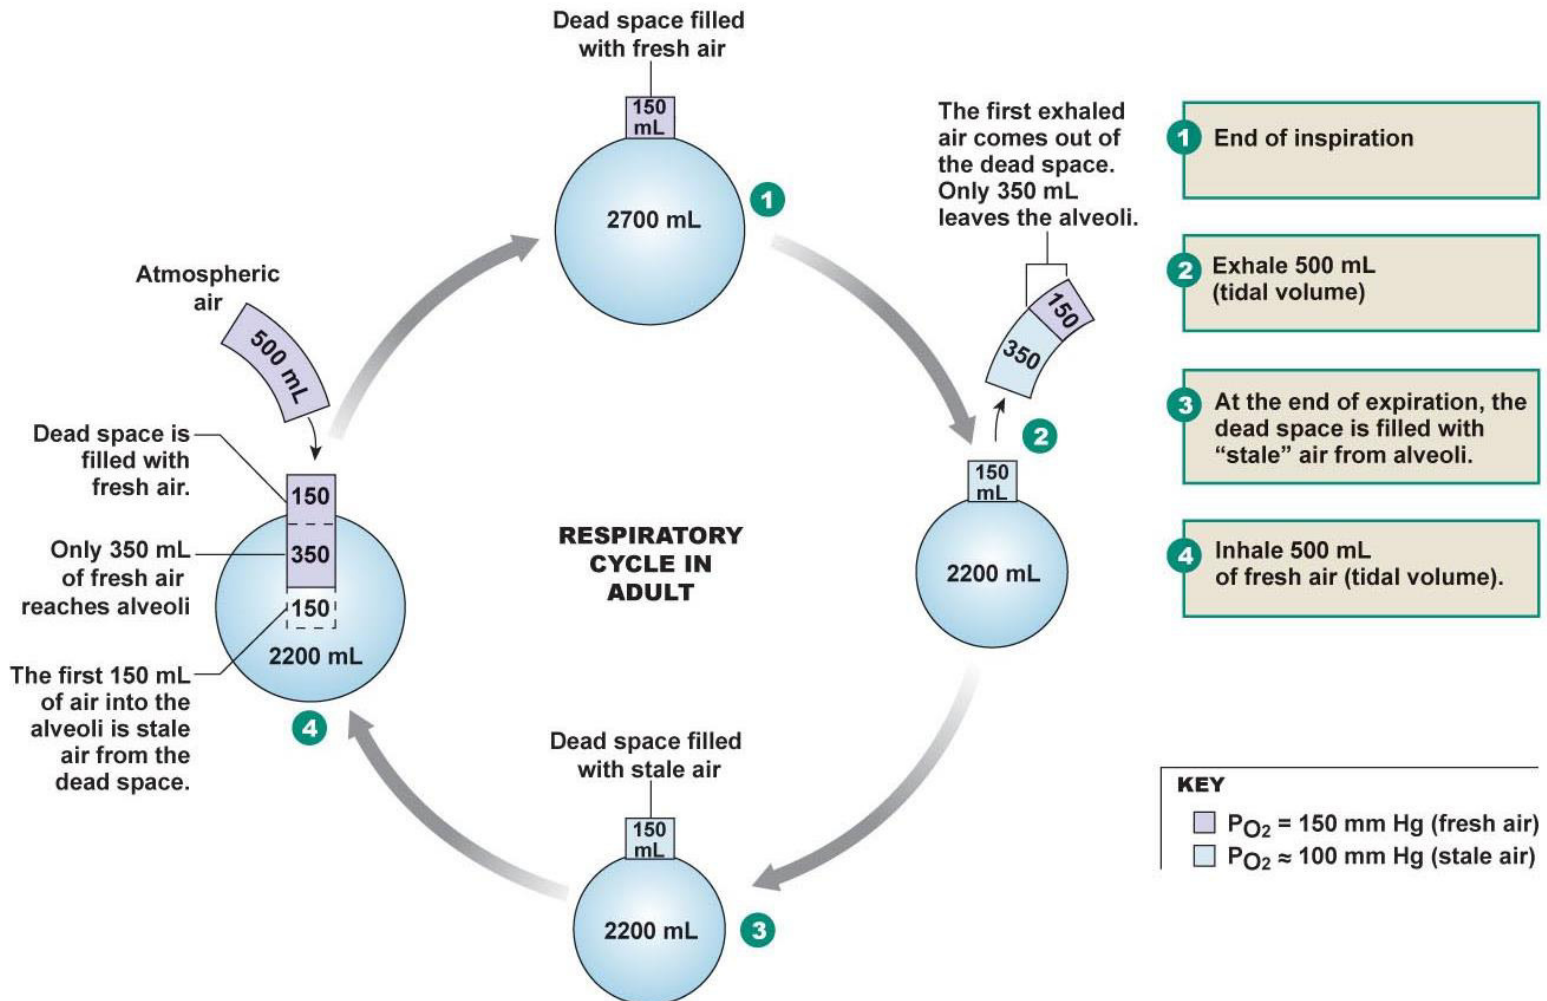 Dead space filled
with fresh air
150
mL
2700 mL
1
The first exhaled
air comes out of
the dead space.
Only 350 mL
leaves the alveoli.
150
350
2
150
mL
2200 mL
Dead space filled
with stale air
150
mL
2200 mL
3
Atmospheric
air
500 mL
Dead space is
filled with
fresh air.
150
Only 350 mL
of fresh air
reaches alveoli
350
150
2200 mL
The first 150 mL
of air into the
alveoli is stale
air from the
dead space.
4
RESPIRATORY
CYCLE IN
ADULT
1 End of inspiration
2 Exhale 500 mL
(tidal volume)
3 At the end of expiration, the
dead space is filled with
“stale” air from alveoli.
4 Inhale 500 mL
of fresh air (tidal volume).
KEY
PO2 = 150 mm Hg (fresh air)
PO2 ≈ 100 mm Hg (stale air)